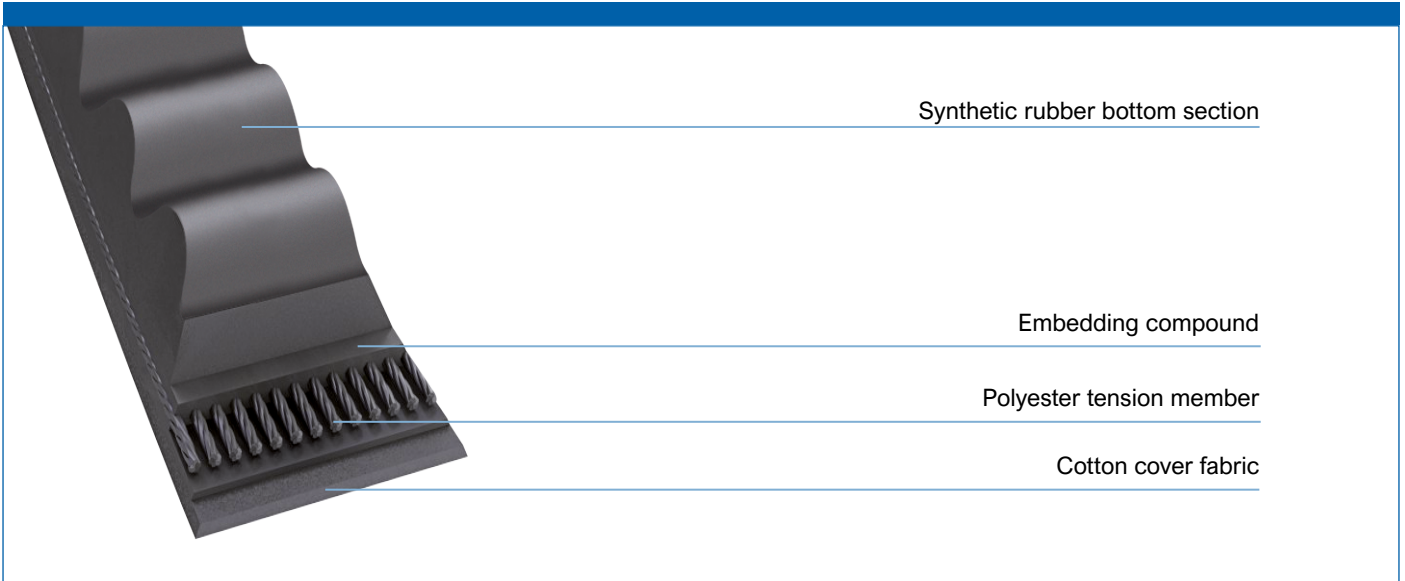 Synthetic rubber bottom section
Embedding compound
Polyester tension member
Cotton cover fabric